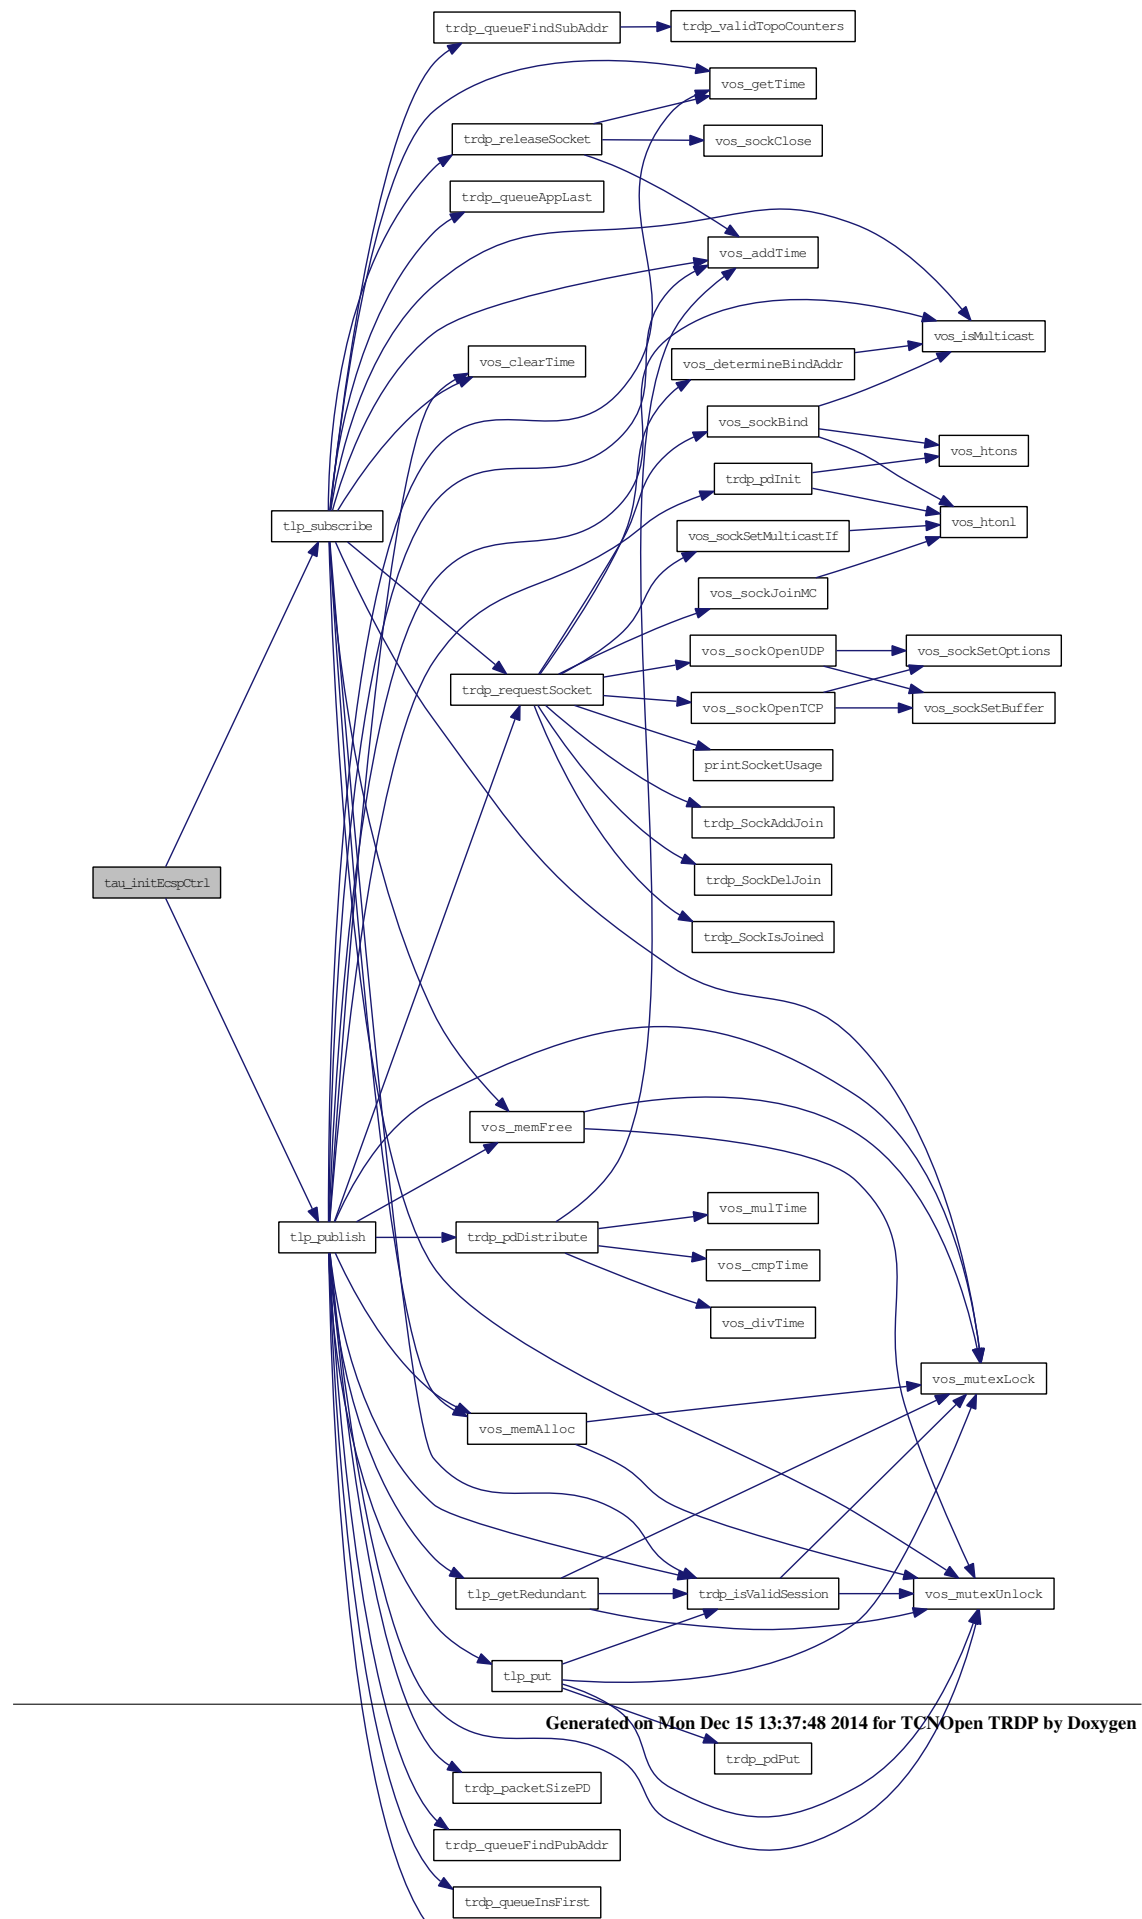 trdp_queueFindSubAddr
trdp_validTopoCounters
vos_getTime
trdp_releaseSocket
vos_sockClose
trdp_queueAppLast
vos_addTime
vos_isMulticast
vos_clearTime
vos_determineBindAddr
vos_sockBind
vos_htons
trdp_pdInit
tlp_subscribe
vos_htonl
vos_sockSetMulticastIf
vos_sockJoinMC
vos_sockOpenUDP
vos_sockSetOptions
trdp_requestSocket
vos_sockOpenTCP
vos_sockSetBuffer
printSocketUsage
trdp_SockAddJoin
tau_initEcspCtrl
trdp_SockDelJoin
trdp_SockIsJoined
vos_memFree
vos_mulTime
tlp_publish
trdp_pdDistribute
vos_cmpTime
vos_divTime
vos_mutexLock
vos_memAlloc
tlp_getRedundant
trdp_isValidSession
vos_mutexUnlock
tlp_put
Generated on Mon Dec 15 13:37:48 2014 for TCNOpen TRDP by Doxygen
trdp_pdPut
trdp_packetSizePD
trdp_queueFindPubAddr
trdp_queueInsFirst